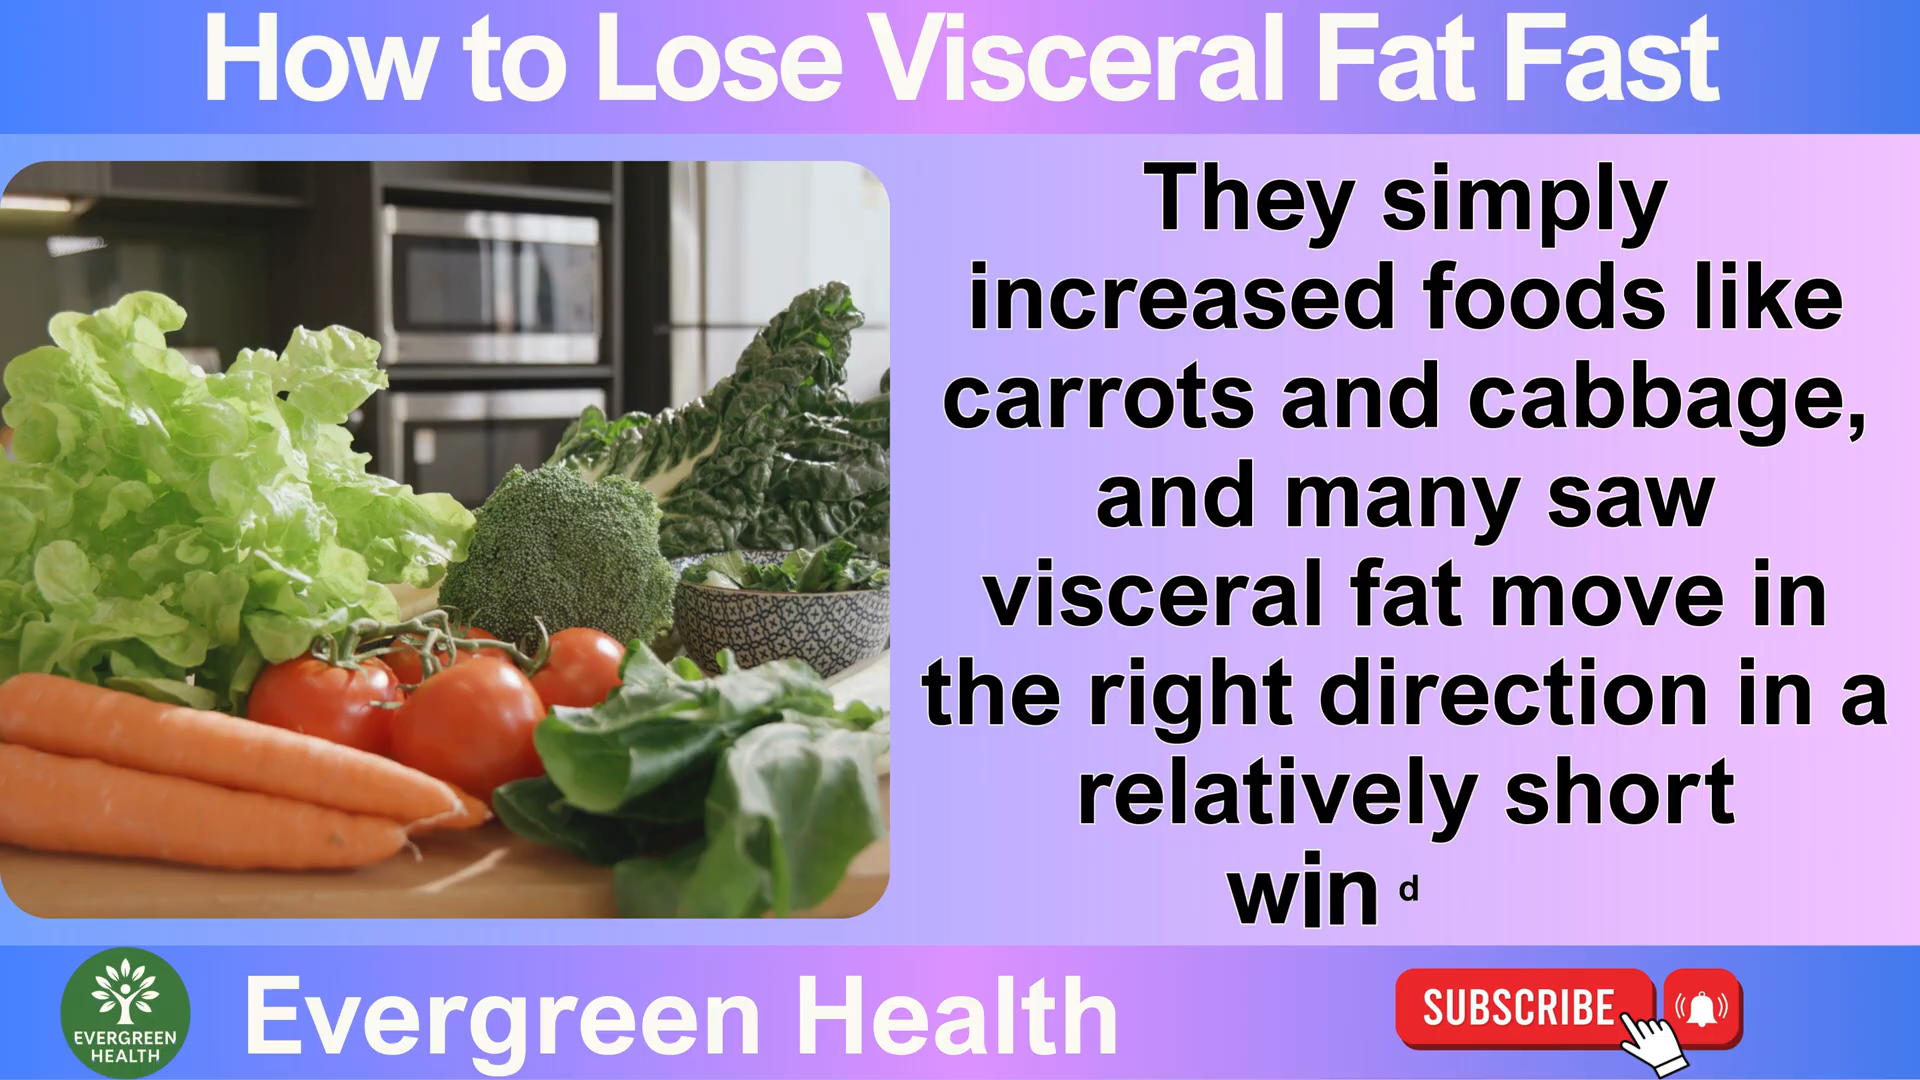 How to Lose Visceral Fat Fast
They simply
increased foods like
carrots and cabbage,
and many saw
visceral fat move in
the right direction in a
relatively short
win d
EVERGREEN
HEALTH
Evergreen Health
SUBSCRIBE